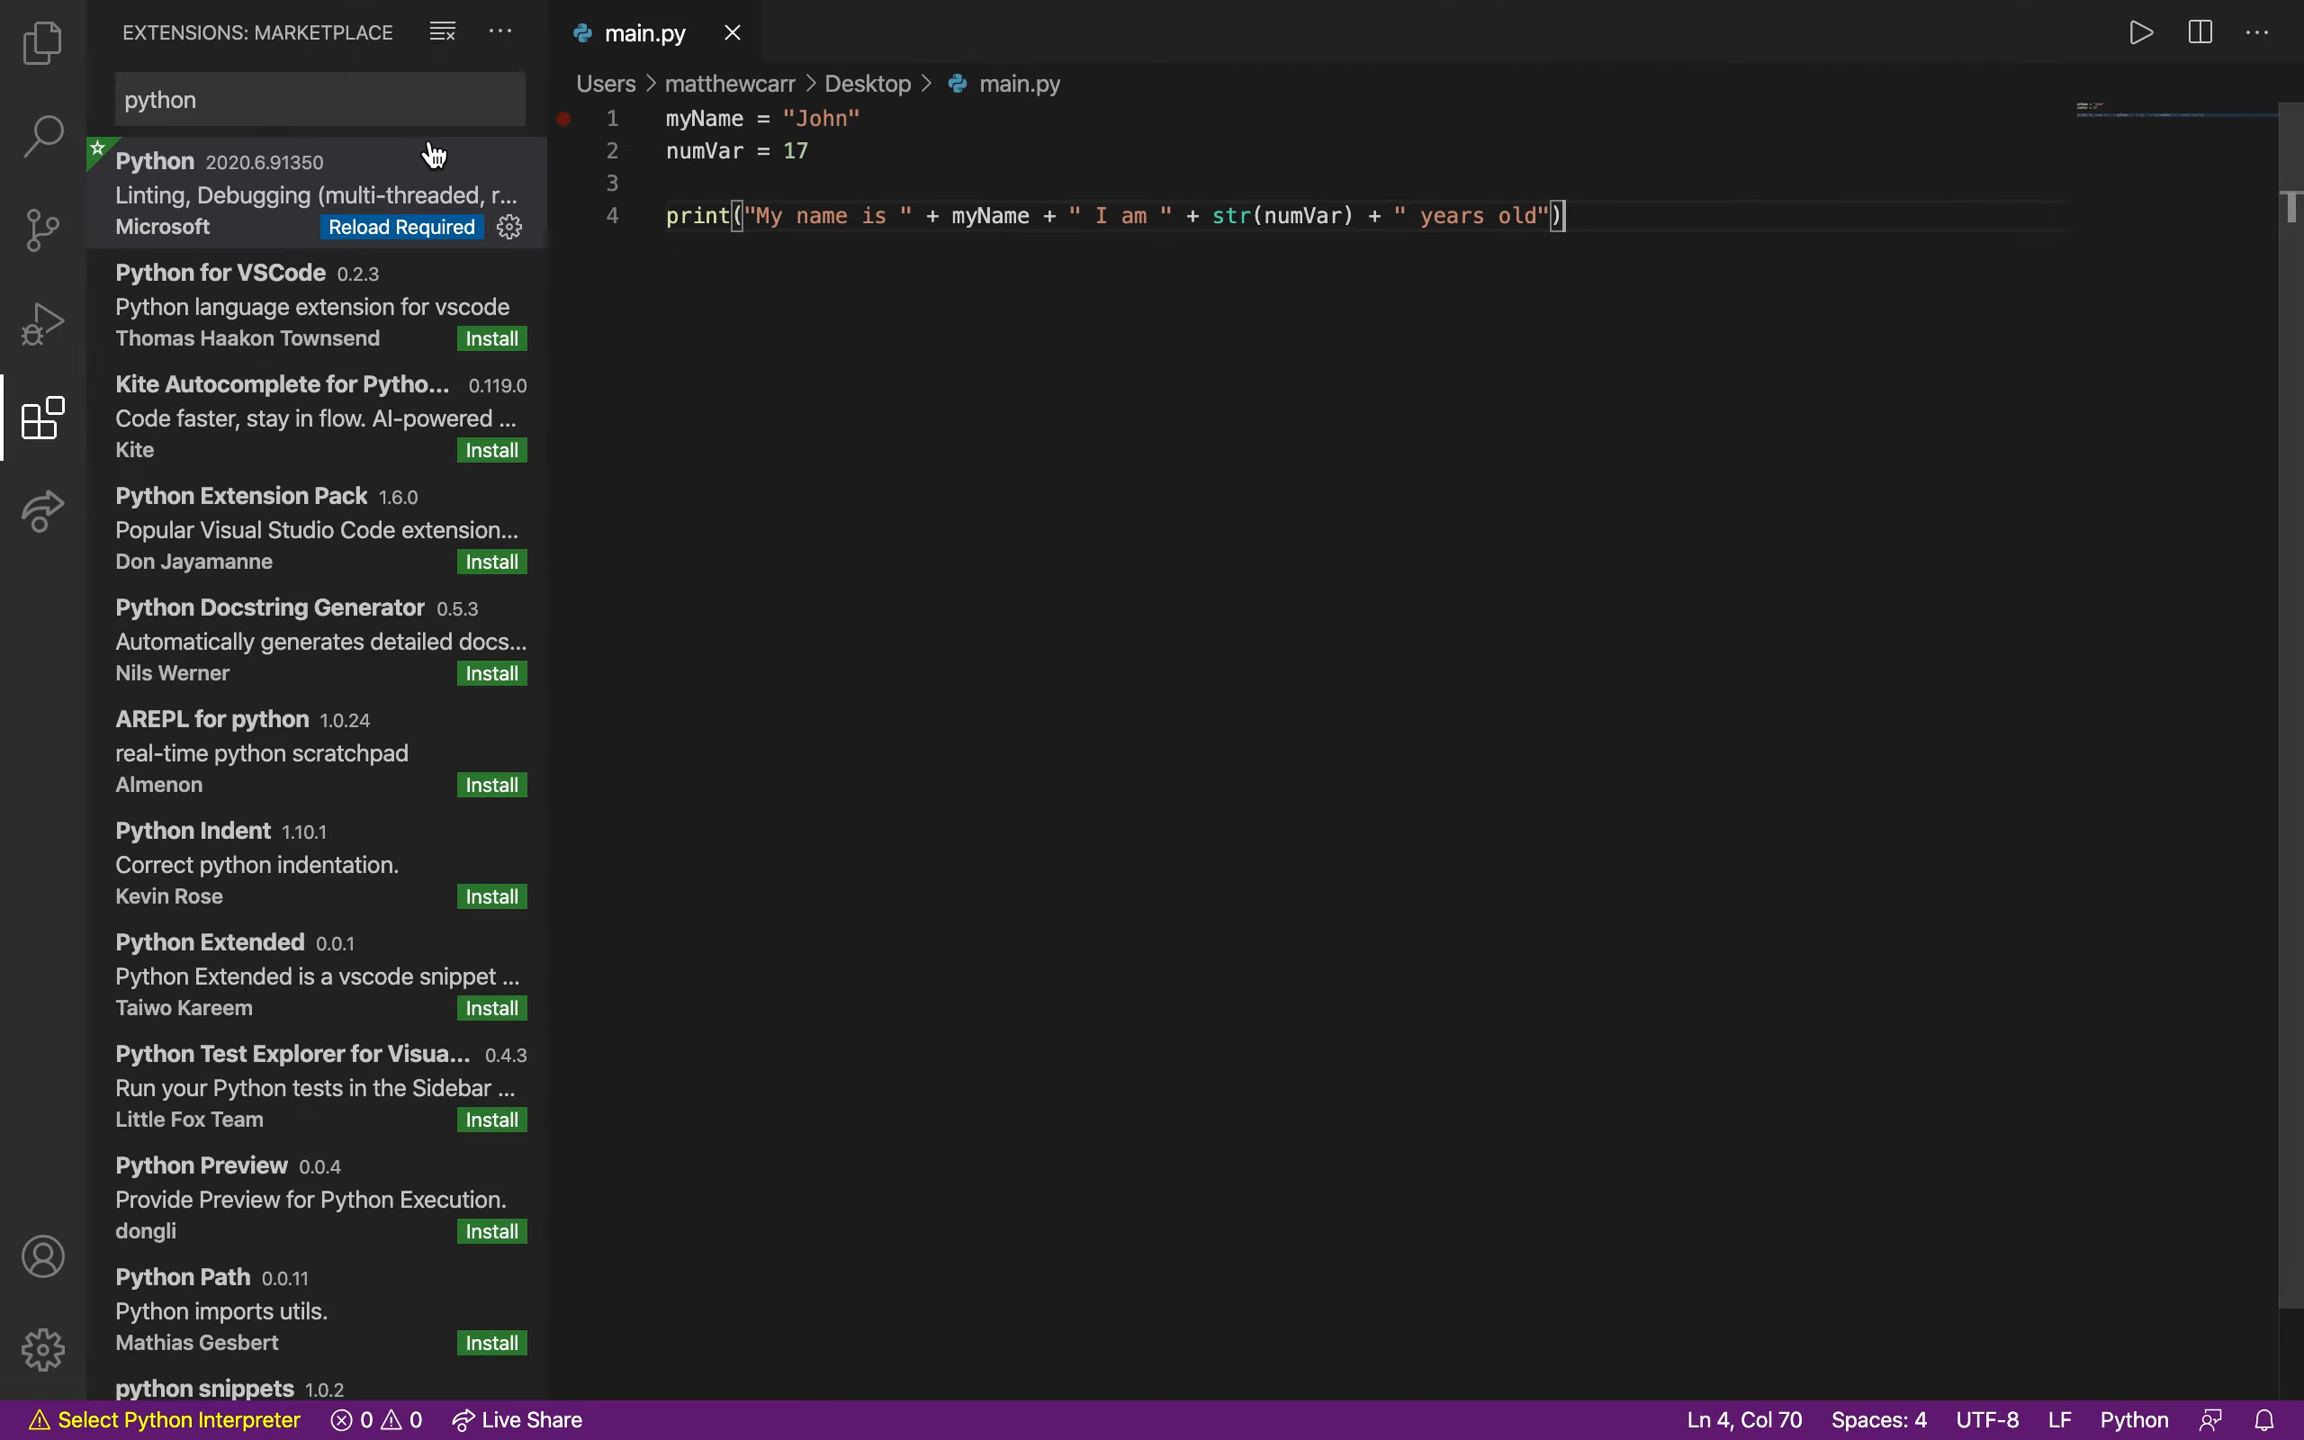 EXTENSIONS: MARKETPLACE
python
Python 2020.6.91350
Linting, Debugging (multi-threaded, r...
Microsoft Reload Required
Python for VSCode 0.2.3
Python language extension for vscode
Thomas Haakon Townsend Install
Kite Autocomplete for Pytho... 0.119.0
Code faster, stay in flow. AI-powered ...
Kite Install
Python Extension Pack 1.6.0
Popular Visual Studio Code extension...
Don Jayamanne Install
Python Docstring Generator 0.5.3
Automatically generates detailed docs...
Nils Werner Install
AREPL for python 1.0.24
real-time python scratchpad
Almenon Install
Python Indent 1.10.1
Correct python indentation.
Kevin Rose Install
Python Extended 0.0.1
Python Extended is a vscode snippet ...
Taiwo Kareem Install
Python Test Explorer for Visua... 0.4.3
Run your Python tests in the Sidebar ...
Little Fox Team Install
Python Preview 0.0.4
Provide Preview for Python Execution.
dongli Install
Python Path 0.0.11
Python imports utils.
Mathias Gesbert Install
python snippets 1.0.2
main.py
Users > matthewcarr > Desktop > main.py
1 myName = "John"
2 numVar = 17
3
4 print("My name is " + myName + " I am " + str(numVar) + " years old")
Select Python Interpreter 0 0 Live Share Ln 4, Col 70 Spaces: 4 UTF-8 LF Python